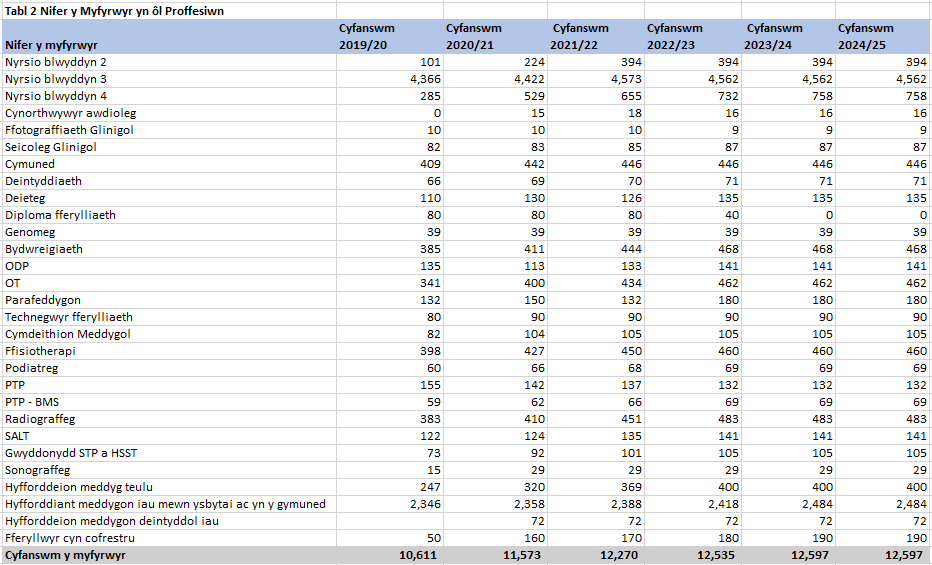 Tabl 2 Nifer y Myfyrwyr yn ôl Proffesiwn
Cyfanswm Cyfanswm Cyfanswm Cyfanswm Cyfanswm Cyfanswm
Nifer y myfyrwyr 2019/20 2020/21 2021/22 2022/23 2023/24 2024/25
Nyrsio blwyddyn 2 101 224 394 394 394 394
Nyrsio blwyddyn 3 4,366 4,422 4,573 4,562 4,562 4,562
Nyrsio blwyddyn 4 285 529 655 732 758 758
Cynorthwywyr awdioleg 0 15 18 16 16 16
Ffotograffiaeth Glinigol 10 10 10 9 9 9
Seicoleg Glinigol 82 83 85 87 87 87
Cymuned 409 442 446 446 446 446
Deintyddiaeth 66 69 70 71 71 71
Deieteg 110 130 126 135 135 135
Diploma fferylliaeth 80 80 80 40 0 0
Genomeg 39 39 39 39 39 39
Bydwreigiaeth 385 411 444 468 468 468
ODP 135 113 133 141 141 141
OT 341 400 434 462 462 462
Parafeddygon 132 150 132 180 180 180
Technegwyr fferylliaeth 80 90 90 90 90 90
Cymdeithion Meddygol 82 104 105 105 105 105
Ffisiotherapi 398 427 450 460 460 460
Podiatreg 60 66 68 69 69 69
PTP 155 142 137 132 132 132
PTP - BMS 59 62 66 69 69 69
Radiograffeg 383 410 451 483 483 483
SALT 122 124 135 141 141 141
Gwyddonydd STP a HSST 73 92 101 105 105 105
Sonograffeg 15 29 29 29 29 29
Hyfforddeion meddyg teulu 247 320 369 400 400 400
Hyfforddiant meddygon iau mewn ysbytai ac yn y gymuned 2,346 2,358 2,388 2,418 2,484 2,484
Hyfforddeion meddygon deintyddol iau 72 72 72 72 72
Fferyllwyr cyn cofrestru 50 160 170 180 190 190
Cyfanswm y myfyrwyr 10,611 11,573 12,270 12,535 12,597 12,597